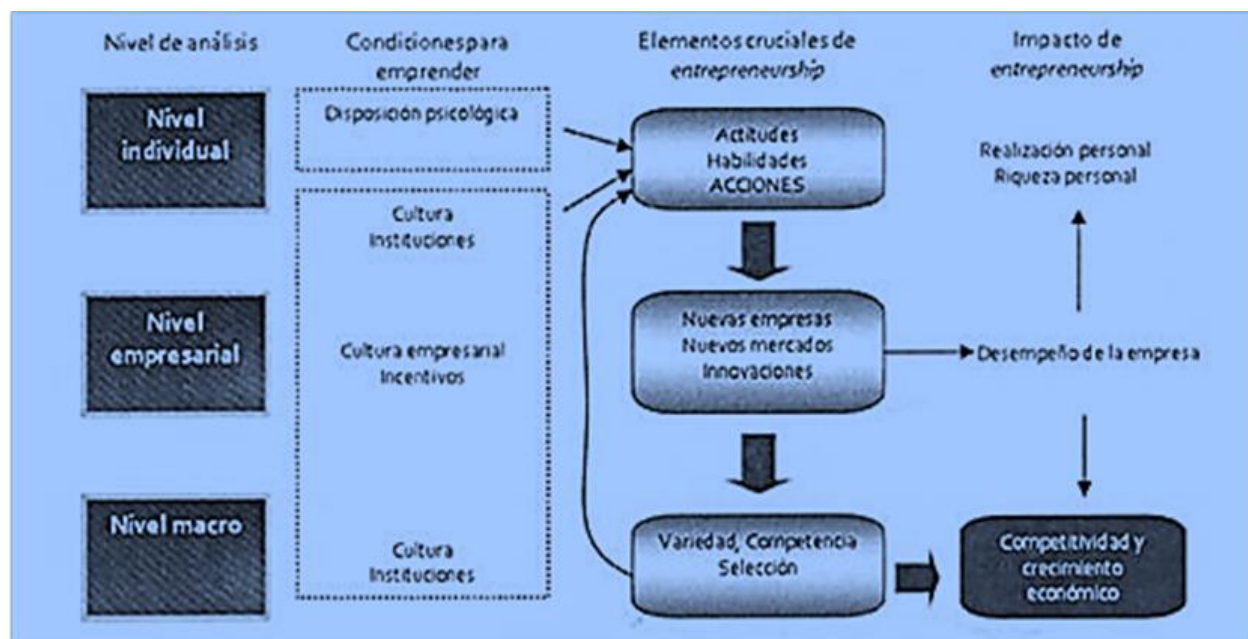 Nivel de análisis
Condiciones para
emprender
Elementos cruciales de
entrepreneurship
Impacto de
entrepreneurship
Nivel
individual
Disposición psicológica
Cultura
Instituciones
Actitudes
Habilidades
ACCIONES
Realización personal
Riqueza personal
Nivel
empresarial
Cultura empresarial
Incentivos
Nuevas empresas
Nuevos mercados
Innovaciones
Desempeño de la empresa
Nivel macro
Cultura
Instituciones
Variedad, Competencia
Selección
Competitividad y
crecimiento
económico